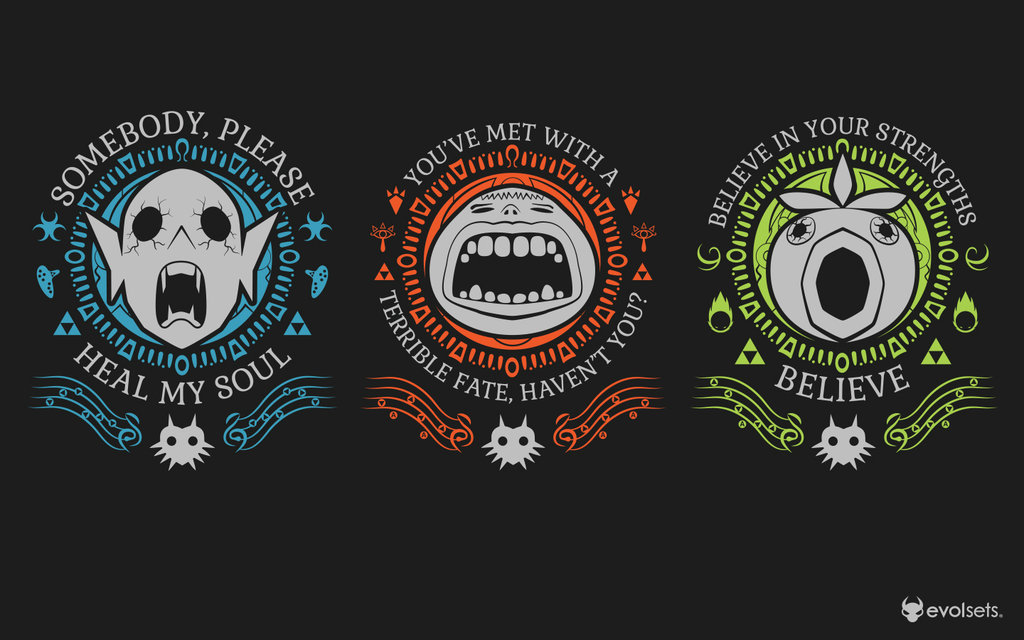 SOMEBODY, PLEASE
HEAL MY SOUL
YOU'VE MET WITH A
TERRIBLE FATE, HAVEN'T YOU?
BELIEVE IN YOUR STRENGTHS
BELIEVE
evolsets.